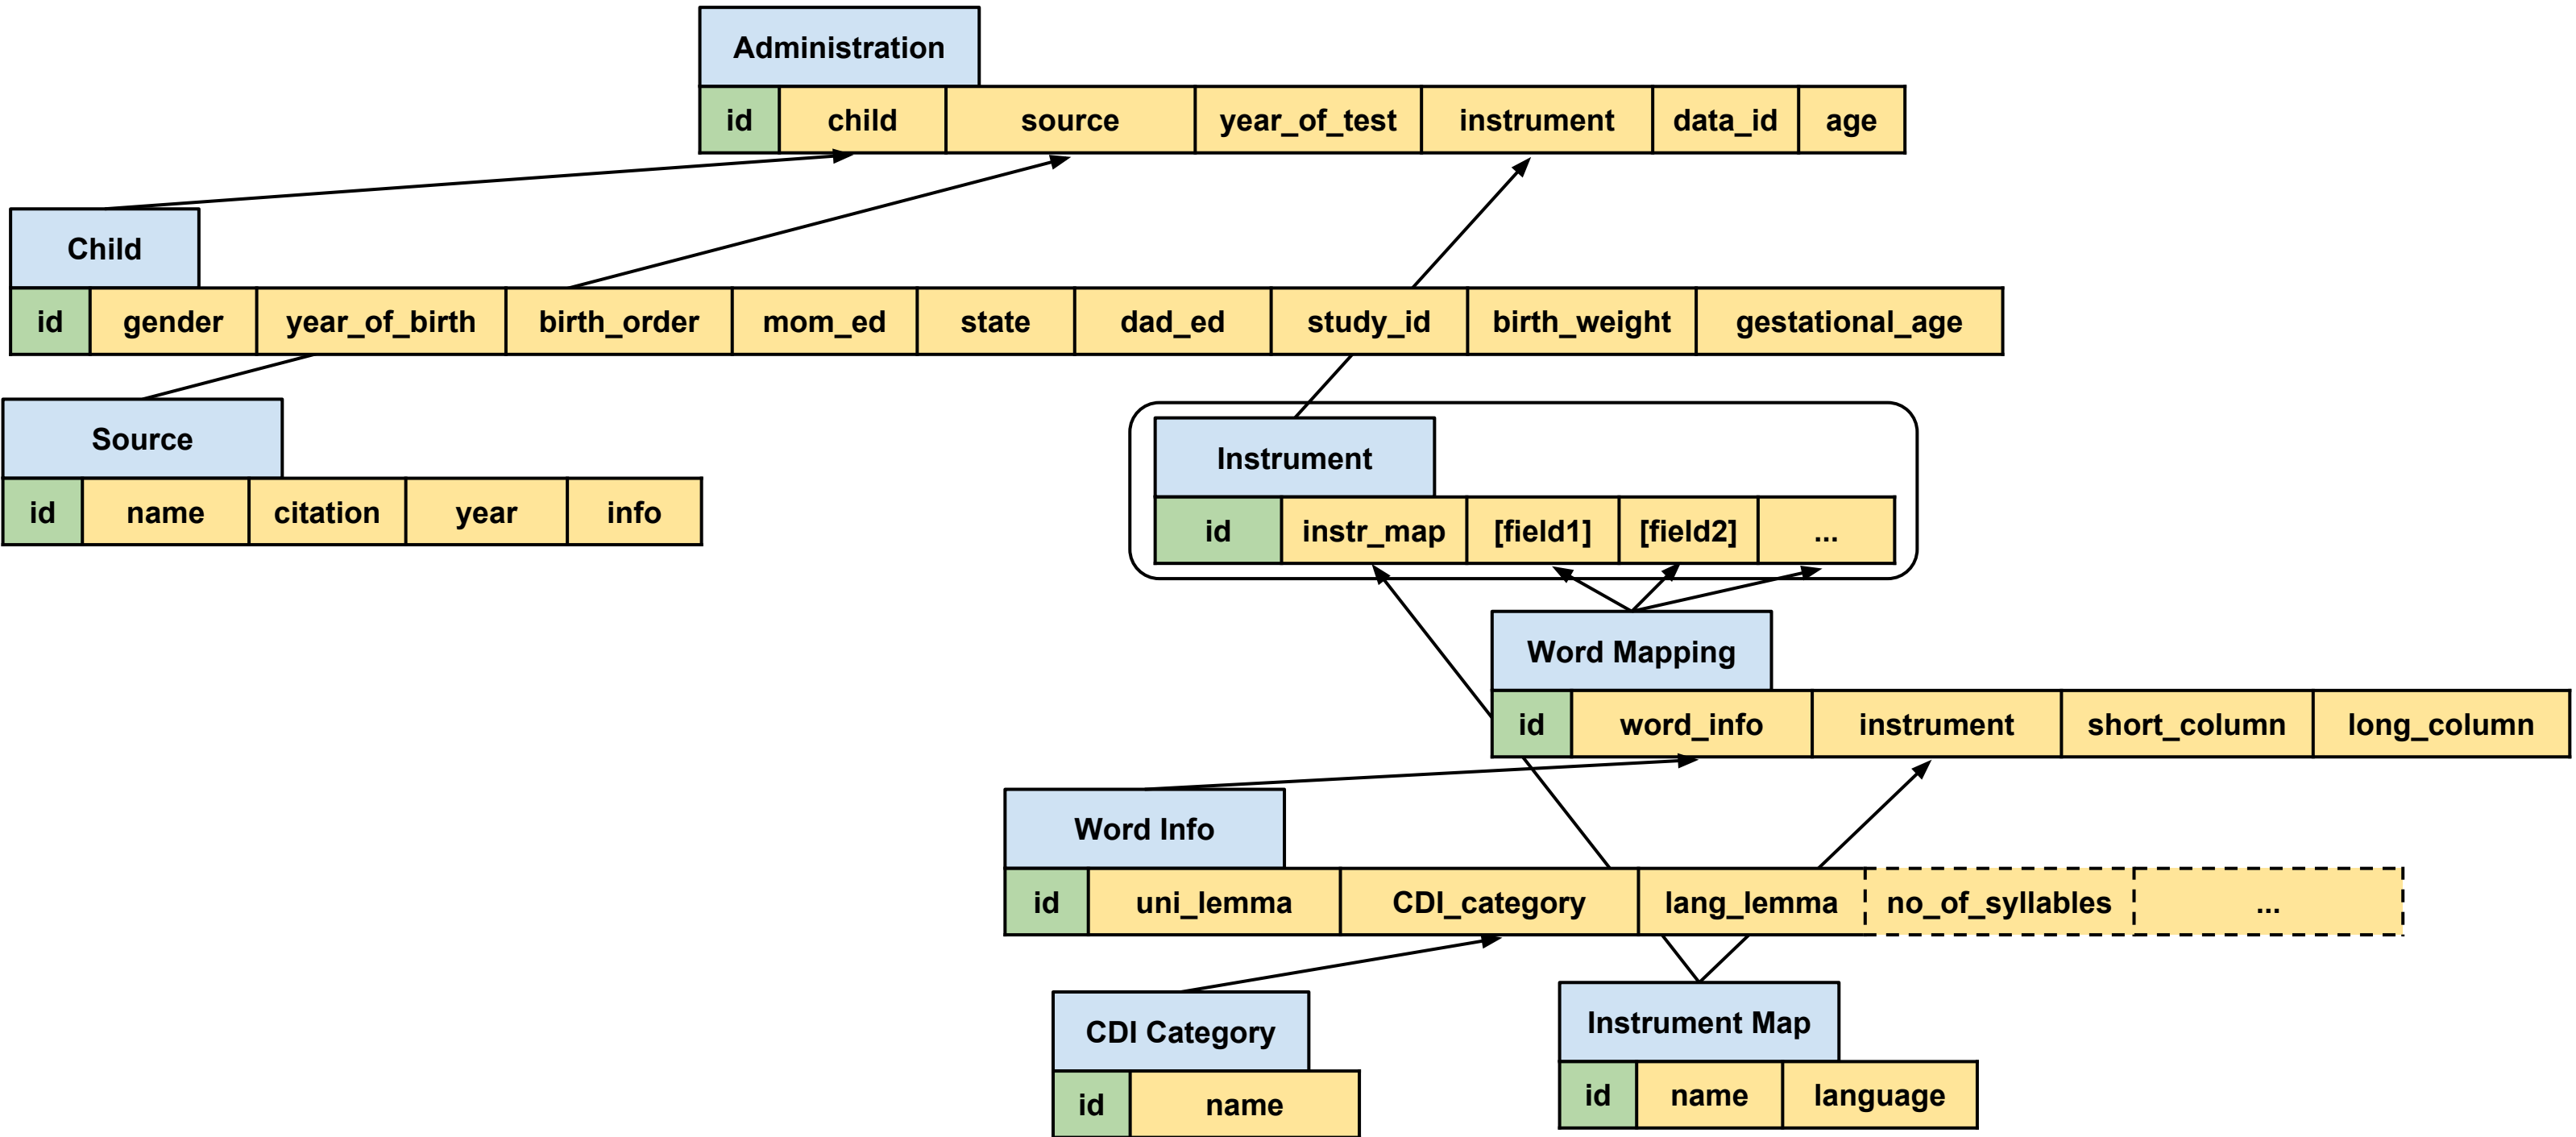 Administration
id child source year_of_test instrument data_id age
Child
id gender year_of_birth birth_order mom_ed state dad_ed study_id birth_weight gestational_age
Source
id name citation year info
Instrument
id instr_map [field1] [field2] ...
Word Mapping
id word_info instrument short_column long_column
Word Info
id uni_lemma CDI_category lang_lemma no_of_syllables ...
CDI Category
id name
Instrument Map
id name language